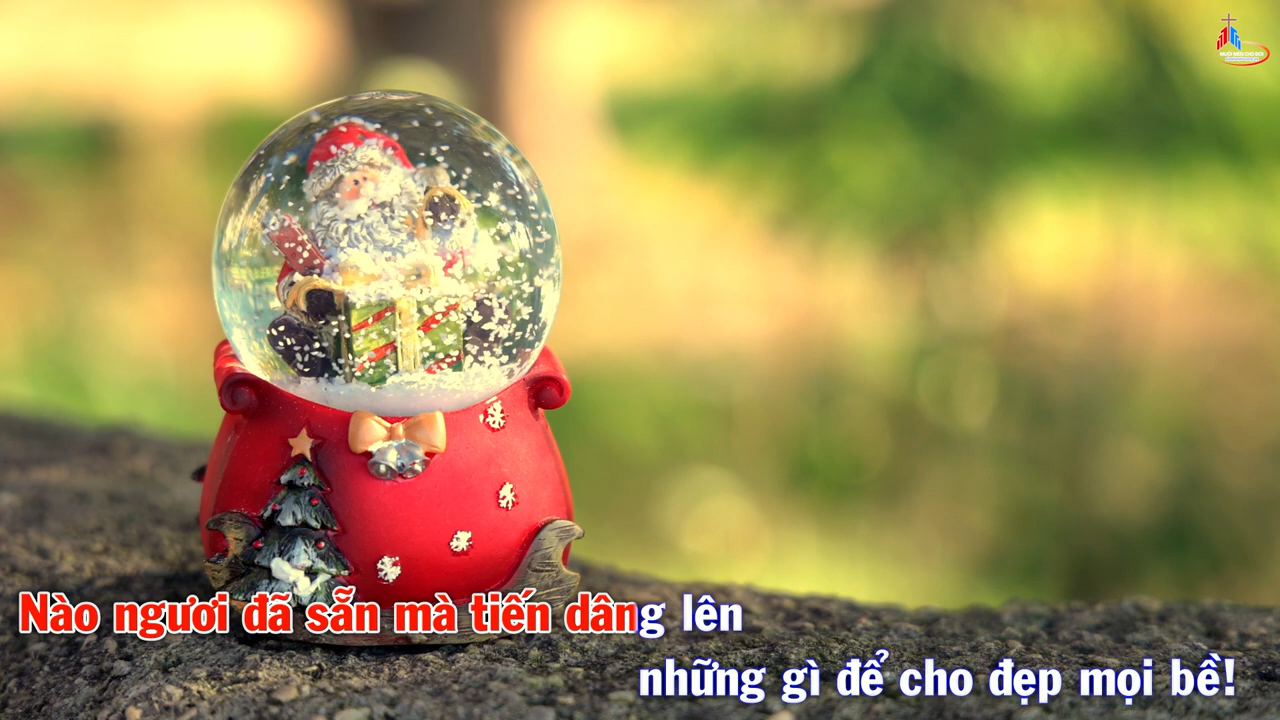 Nào ngươi đã sẵn mà tiến dâng lên
những gì để cho đẹp mọi bề!